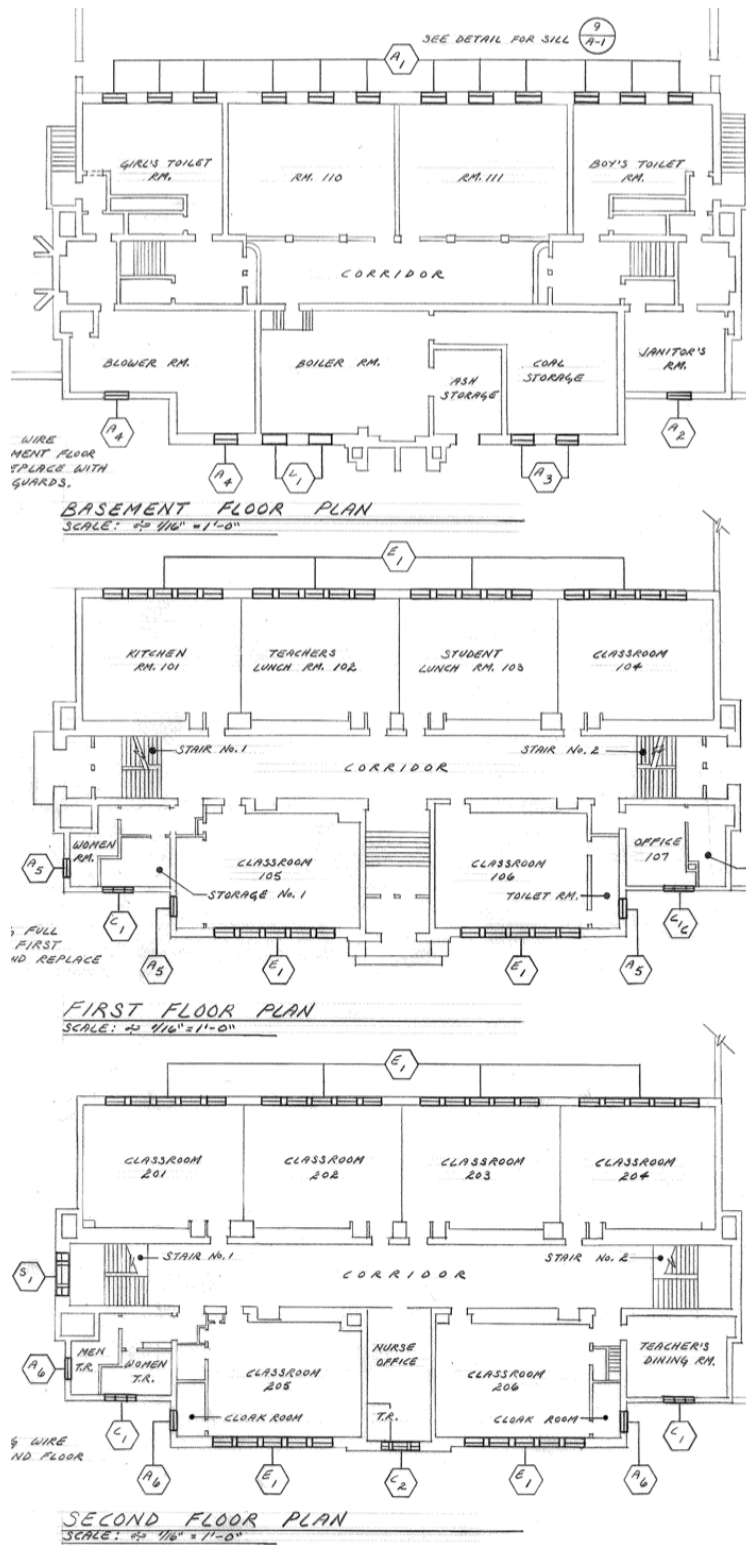 SEE DETAIL FOR SILL
9
A-1
A1
GIRL'S TOILET
RM.
RM. 110
RM. 111
BOY'S TOILET
RM.
CORRIDOR
BLOWER RM.
BOILER RM.
ASH
STORAGE
COAL
STORAGE
JANITOR'S
RM.
A4
A2
WIRE
MENT FLOOR
EPLACE WITH
GUARDS.
A4
L1
A3
BASEMENT FLOOR PLAN
SCALE: 1/16" = 1'-0"
E1
KITCHEN
RM. 101
TEACHERS
LUNCH RM. 102
STUDENT
LUNCH RM. 103
CLASSROOM
104
STAIR No. 1
STAIR No. 2
CORRIDOR
WOMEN
RM.
A5
CLASSROOM
105
CLASSROOM
106
OFFICE
107
STORAGE No. 1
TOILET RM.
C1
L16
FULL
FIRST
ND REPLACE
A5
E1
E1
A5
FIRST FLOOR PLAN
SCALE: 1/16" = 1'-0"
E1
CLASSROOM
201
CLASSROOM
202
CLASSROOM
203
CLASSROOM
204
STAIR No. 1
STAIR No. 2
S1
CORRIDOR
MEN
T.R.
WOMEN
T.R.
A6
CLASSROOM
205
NURSE
OFFICE
CLASSROOM
206
TEACHER'S
DINING RM.
CLOAK ROOM
T.R.
CLOAK ROOM
C1
C1
WIRE
ND FLOOR
A6
E1
C2
E1
A6
SECOND FLOOR PLAN
SCALE: 1/16" = 1'-0"